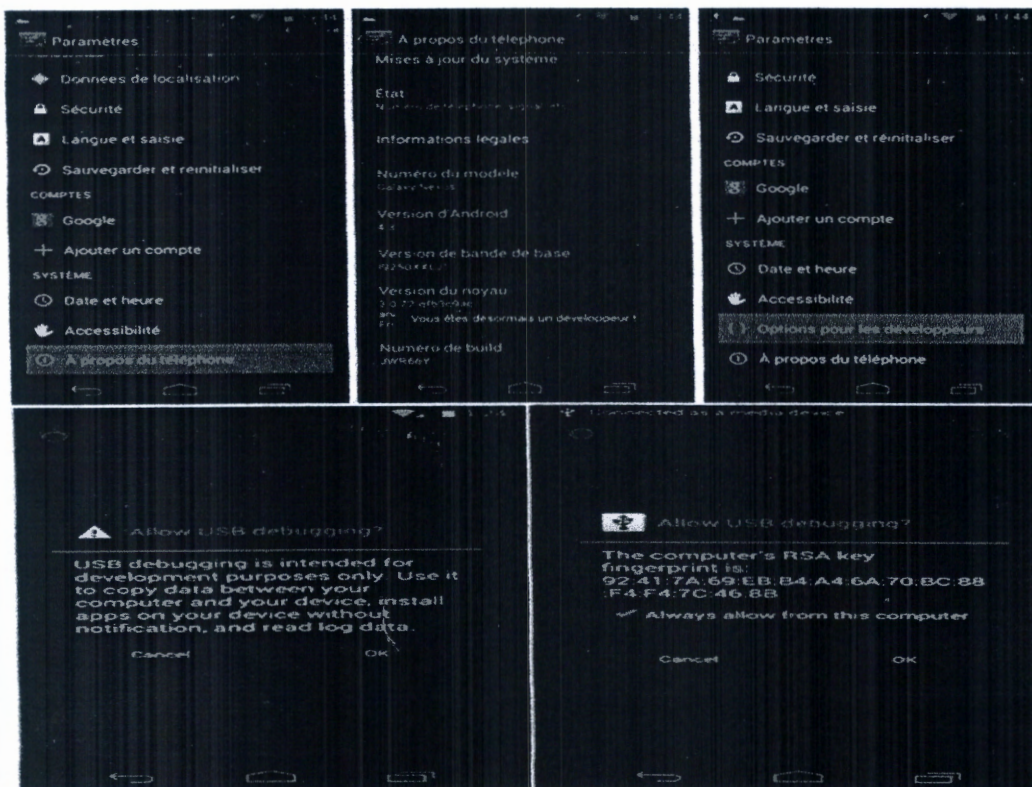 Paramètres
Données de localisation
Sécurité
Langue et saisie
Sauvegarder et réinitialiser
COMPTES
Google
Ajouter un compte
SYSTÈME
Date et heure
Accessibilité
À propos du téléphone
À propos du téléphone
Mises à jour du système
État
Informations légales
Numéro du modèle
Galaxy Nexus
Version d'Android
Version de bande de base
Version du noyau
Vous êtes désormais un développeur !
Numéro de build
JWR66Y
Paramètres
Sécurité
Langue et saisie
Sauvegarder et réinitialiser
COMPTES
Google
Ajouter un compte
SYSTÈME
Date et heure
Accessibilité
{ } Options pour les développeurs
À propos du téléphone
Allow USB debugging?
USB debugging is intended for
development purposes only. Use it
to copy data between your
computer and your device, install
apps on your device without
notification, and read log data.
Cancel OK
Connected as a media device
Allow USB debugging?
The computer's RSA key
fingerprint is:
92:41:7A:69:EB:B4:A4:6A:70:BC:88
:F4:F4:7C:46:8B
Always allow from this computer
Cancel OK